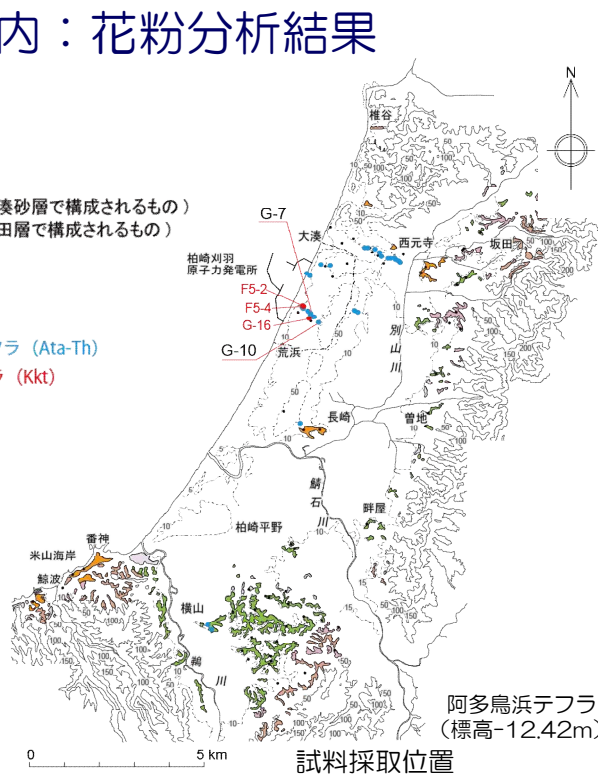 内：花粉分析結果
N
椎谷
湊砂層で構成されるもの）
田層で構成されるもの）
G-7
大湊
西元寺
坂田
柏崎刈羽
原子力発電所
F5-2
F5-4
G-16
G-10
荒浜
別山川
ラ（Ata-Th）
ラ（Kkt）
長崎
曽地
鯖石川
畔屋
柏崎平野
番神
米山海岸
鯨波
横山
鵜川
阿多鳥浜テフラ
（標高-12.42m）
0 5 km
試料採取位置